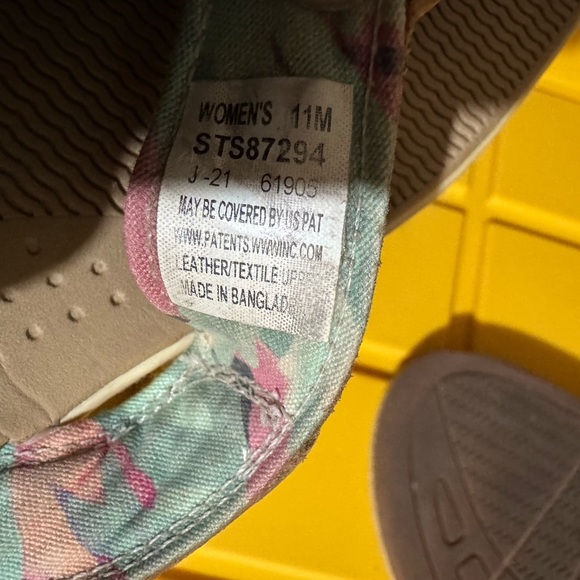 WOMEN'S 11M
STS87294
J-21 61905
MAY BE COVERED BY US PAT
WWW.PATENTS.WWWINC.COM
LEATHER/TEXTILE
MADE IN